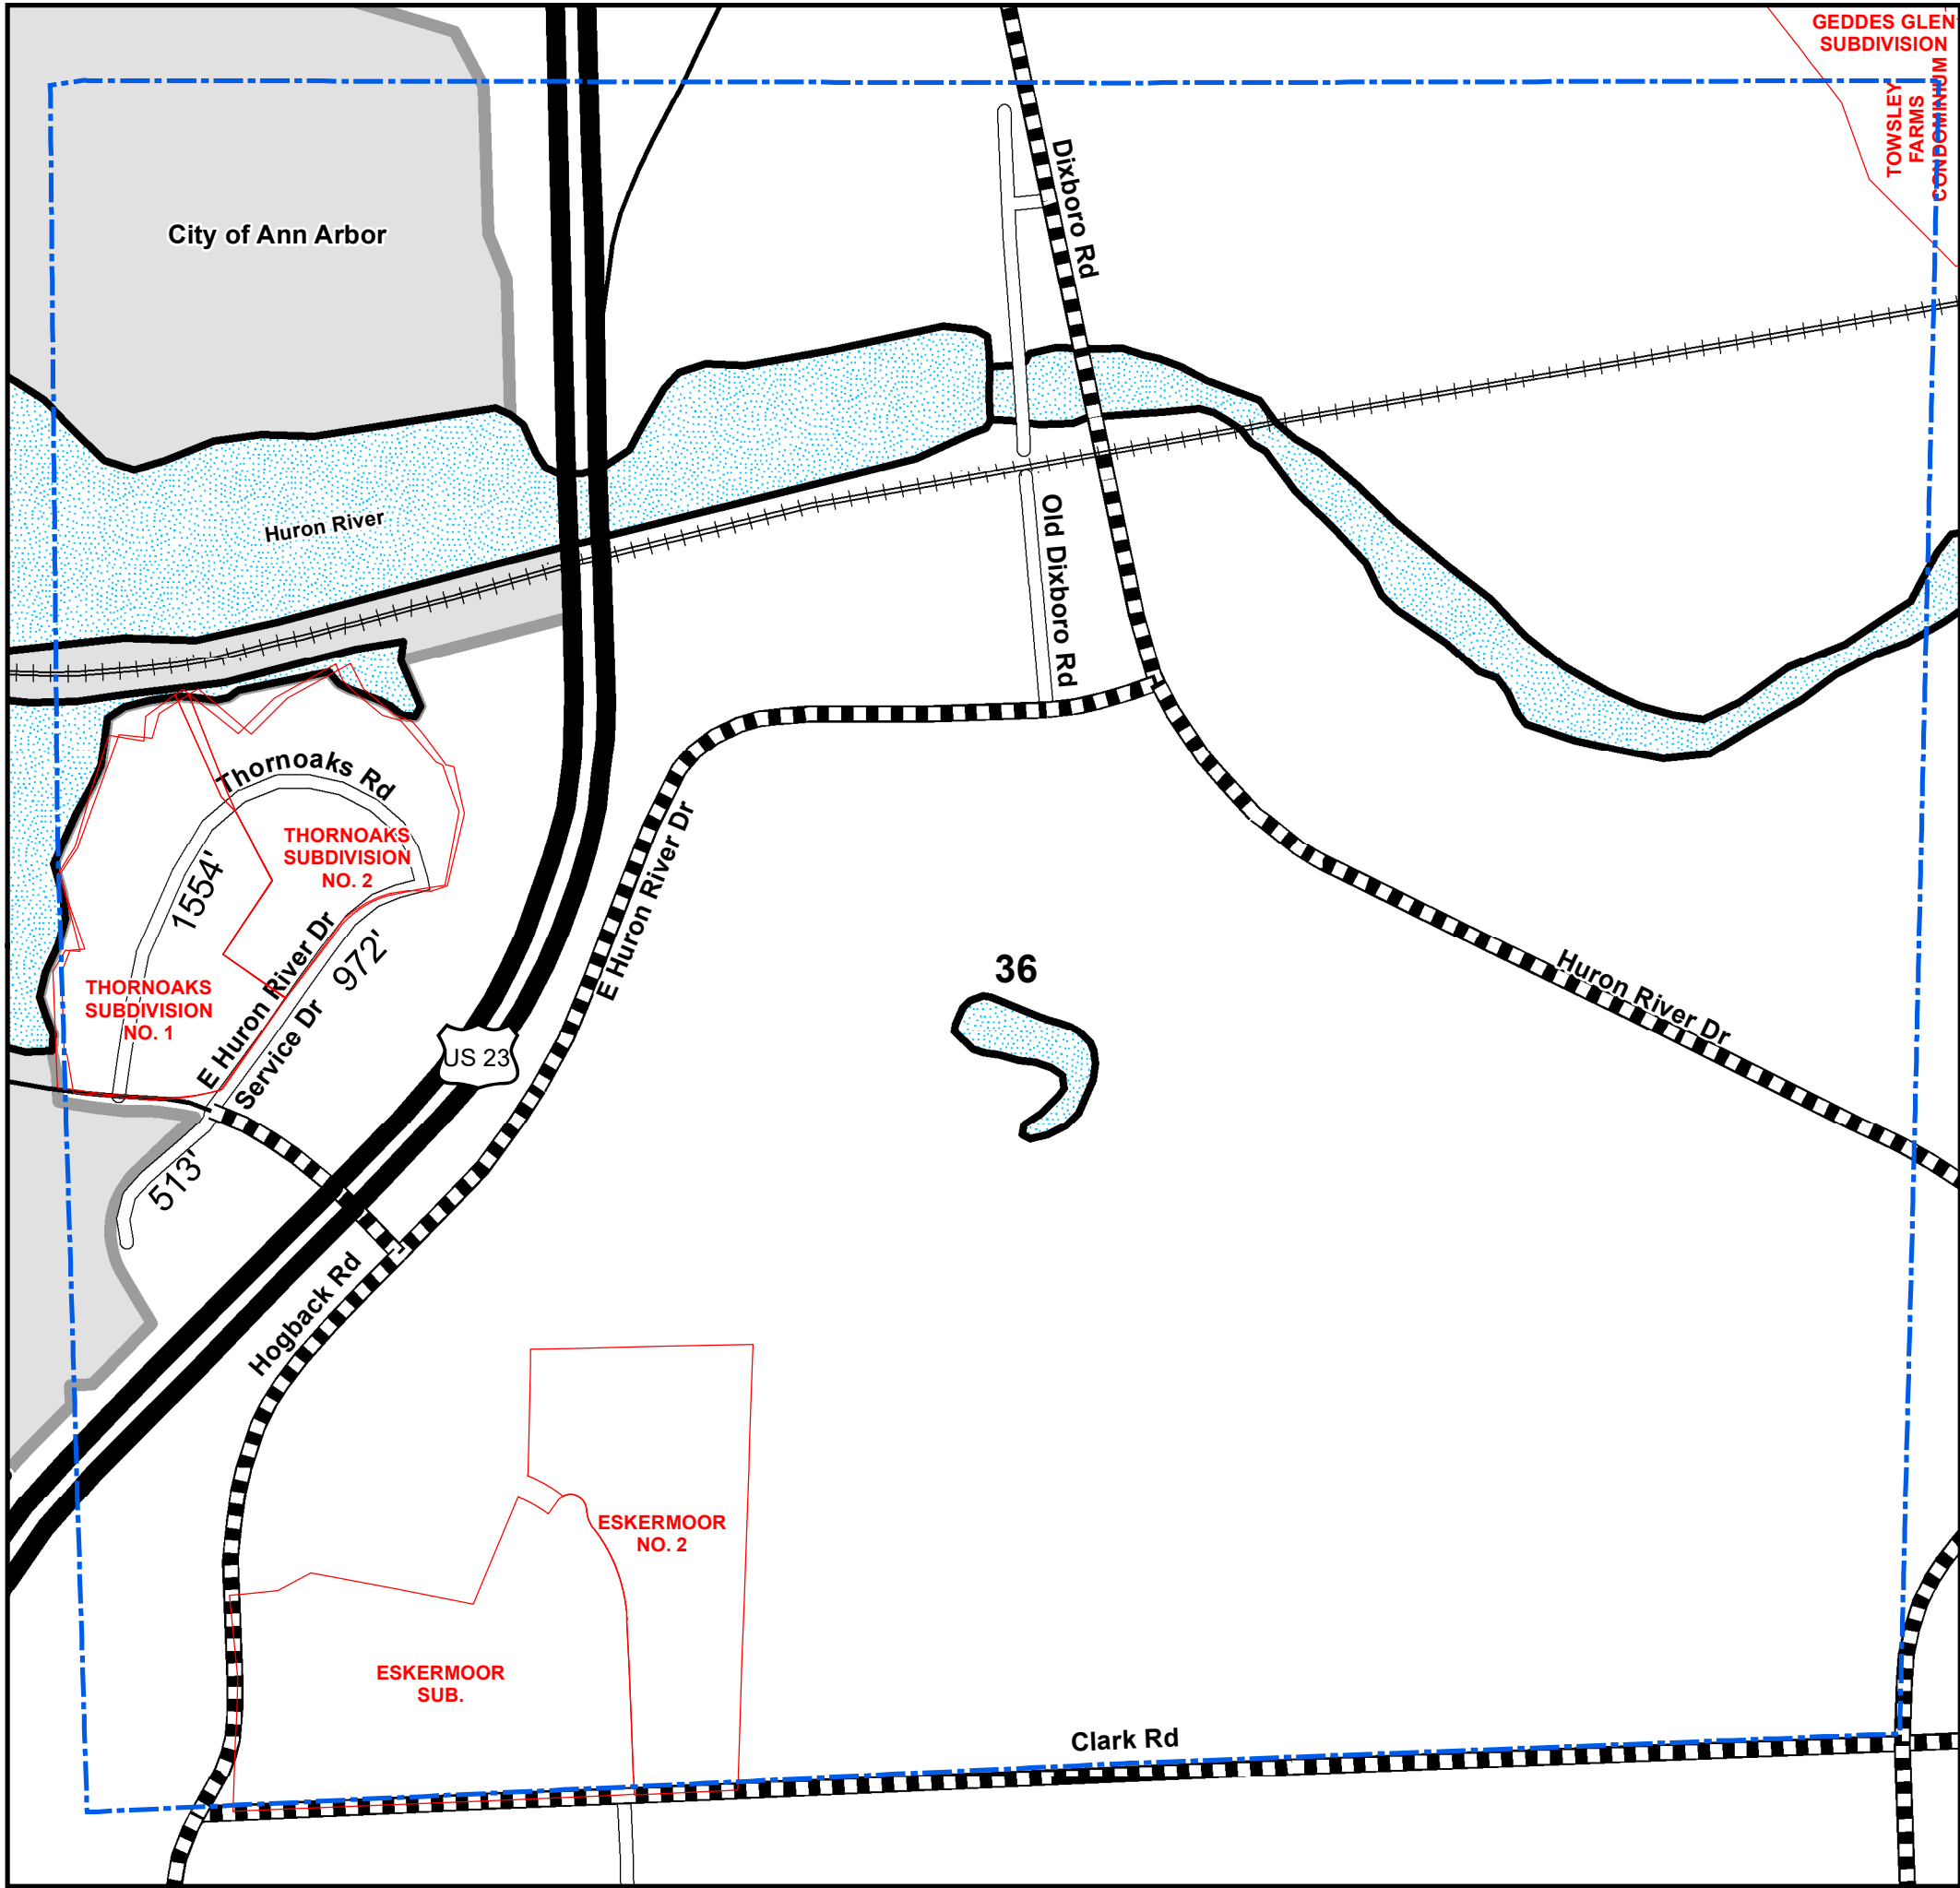 GEDDES GLEN
SUBDIVISION
TOWSLEY
FARMS
CONDOMINIUM
City of Ann Arbor
Dixboro Rd
Huron River
Old Dixboro Rd
Thornoaks Rd
THORNOAKS
SUBDIVISION
NO. 2
1554'
E Huron River Dr
972'
THORNOAKS
SUBDIVISION
NO. 1
E Huron River Dr
Service Dr
36
Huron River Dr
US 23
513'
Hogback Rd
ESKERMOOR
NO. 2
ESKERMOOR
SUB.
Clark Rd